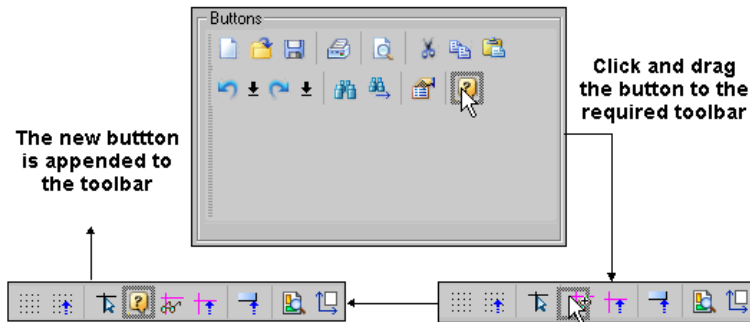 Buttons
Click and drag
the button to the
required toolbar
The new buttton
is appended to
the toolbar